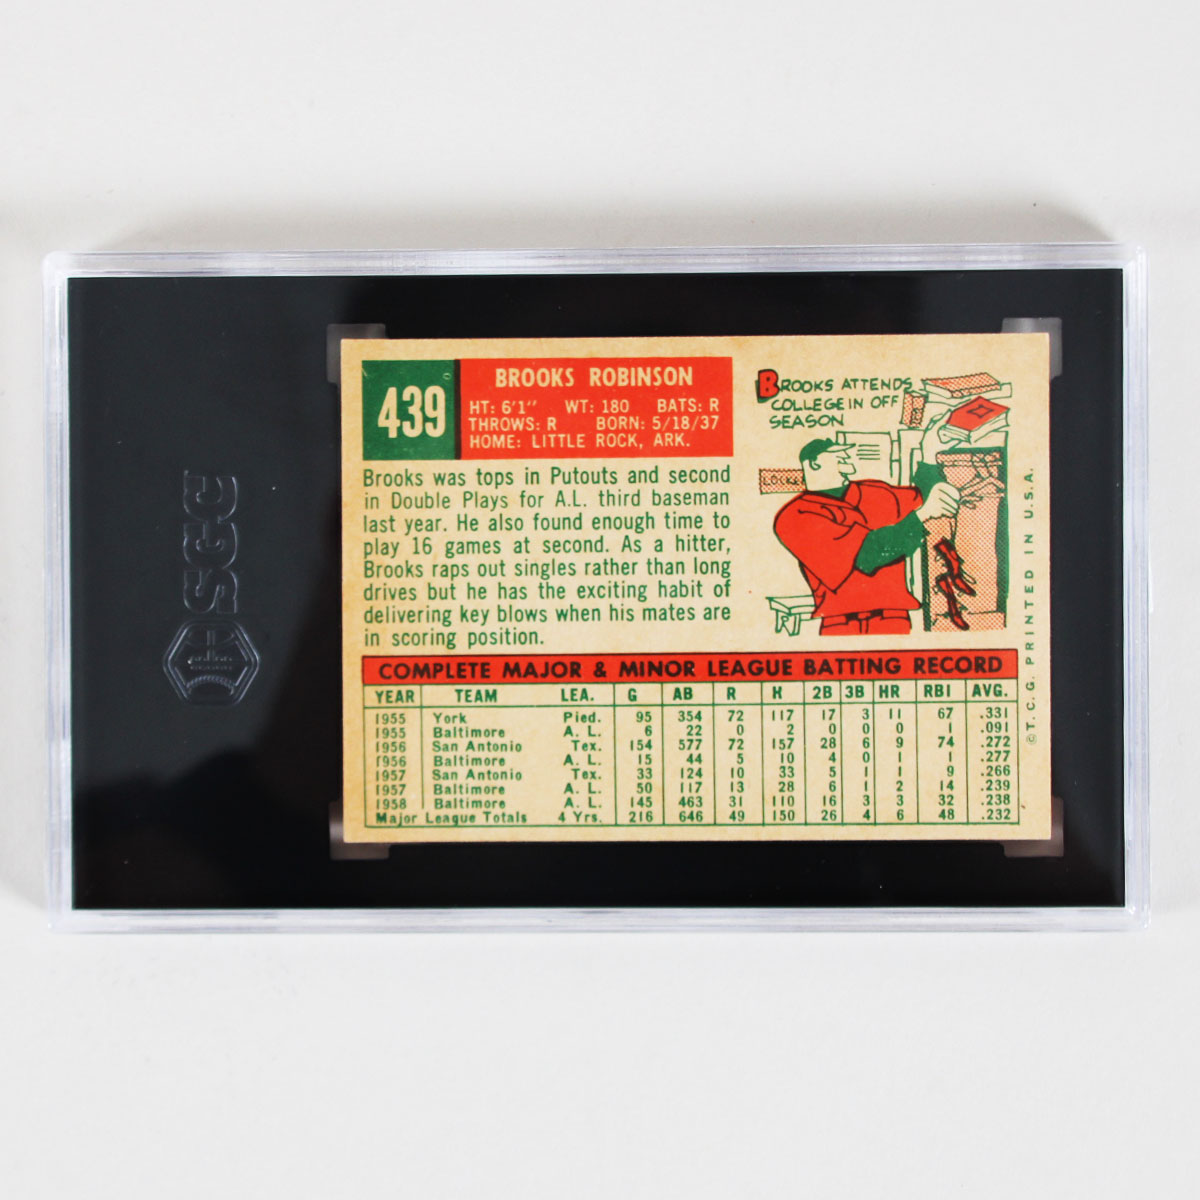 SGC
439
BROOKS ROBINSON
HT: 6'1" WT: 180 BATS: R
THROWS: R BORN: 5/18/37
HOME: LITTLE ROCK, ARK.
Brooks was tops in Putouts and second
in Double Plays for A.L. third baseman
last year. He also found enough time to
play 16 games at second. As a hitter,
Brooks raps out singles rather than long
drives but he has the exciting habit of
delivering key blows when his mates are
in scoring position.
BROOKS ATTENDS
COLLEGE IN OFF
SEASON
COMPLETE MAJOR & MINOR LEAGUE BATTING RECORD
YEAR TEAM LEA. G AB R H 2B 3B HR RBI AVG.
1955 York Pied. 95 354 72 117 17 3 11 67 .331
1955 Baltimore A. L. 6 22 0 2 0 0 0 1 .091
1956 San Antonio Tex. 154 577 72 157 28 6 9 74 .272
1956 Baltimore A. L. 15 44 5 10 4 0 1 1 .277
1957 San Antonio Tex. 33 124 10 33 5 1 1 9 .266
1957 Baltimore A. L. 50 117 13 28 6 1 2 14 .239
1958 Baltimore A. L. 145 463 31 110 16 3 3 32 .238
Major League Totals 4 Yrs. 216 646 49 150 26 4 6 48 .232
© T. C. G. PRINTED IN U.S.A.